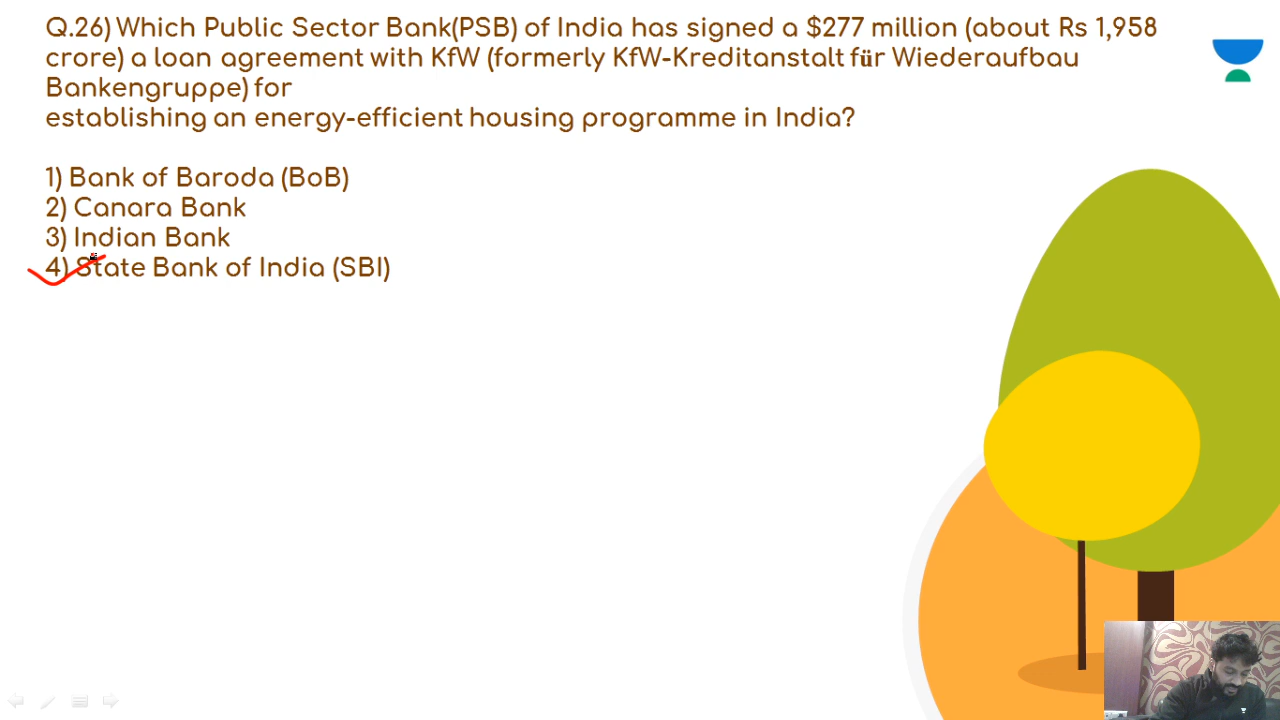 Q.26) Which Public Sector Bank(PSB) of India has signed a $277 million (about Rs 1,958
crore) a loan agreement with KfW (formerly KfW-Kreditanstalt für Wiederaufbau
Bankengruppe) for
establishing an energy-efficient housing programme in India?
1) Bank of Baroda (BoB)
2) Canara Bank
3) Indian Bank
4) State Bank of India (SBI)